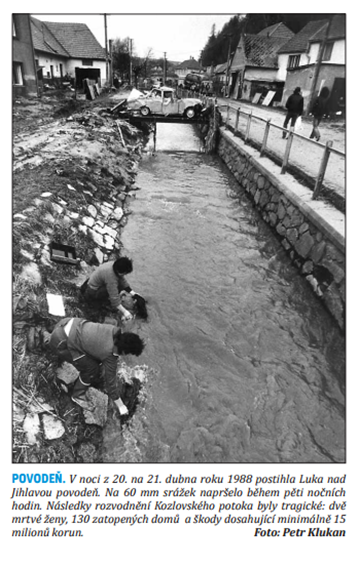 POVODEŇ. V noci z 20. na 21. dubna roku 1988 postihla Luka nad
Jihlavou povodeň. Na 60 mm srážek napršelo během pěti nočních
hodin. Následky rozvodnění Kozlovského potoka byly tragické: dvě
mrtvé ženy, 130 zatopených domů a škody dosahující minimálně 15
milionů korun. Foto: Petr Klukan